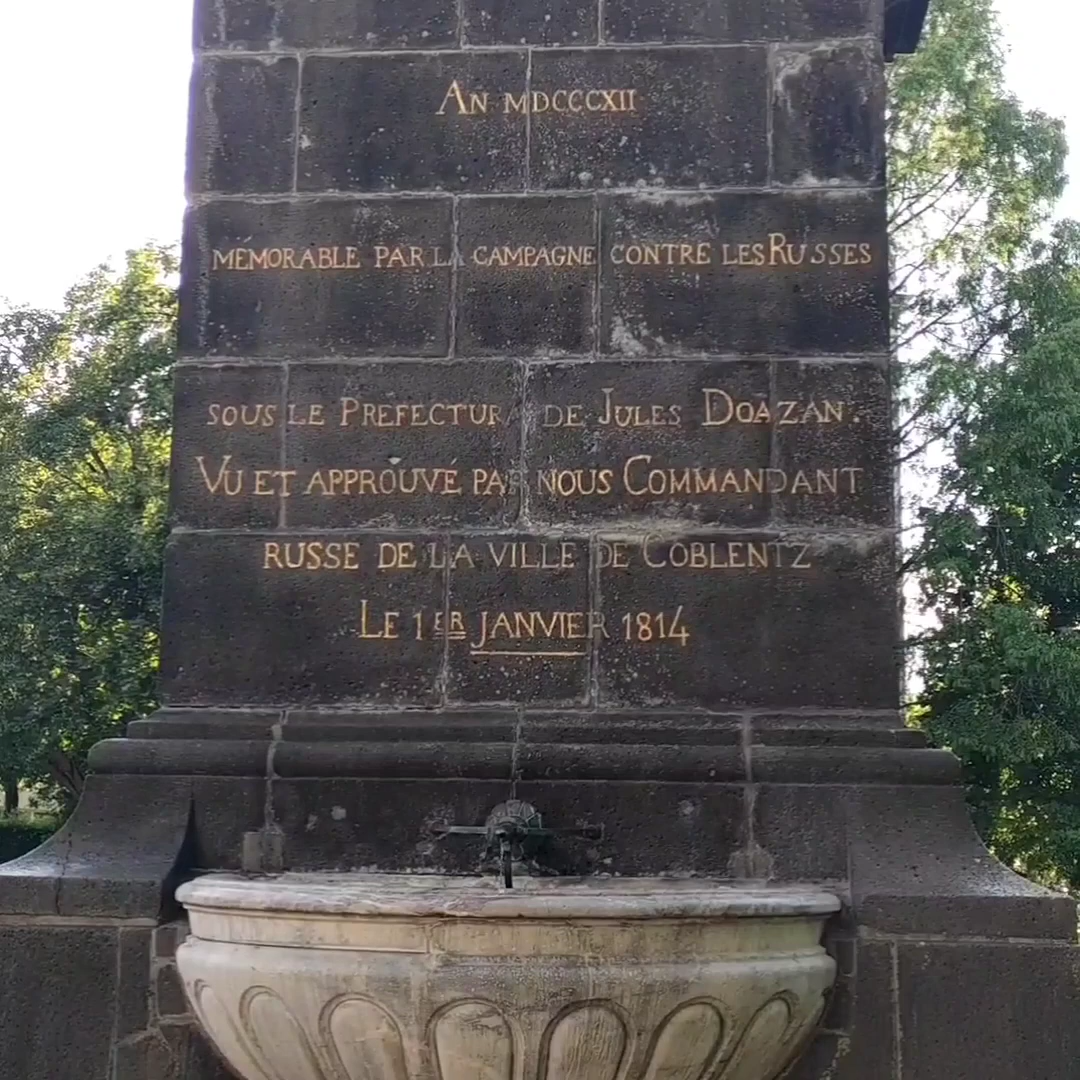 An MDCCCXII
MÉMORABLE PAR LA CAMPAGNE CONTRE LES RUSSES
SOUS LE PREFECTURA DE JULES DOAZAN.
VU ET APPROUVÉ PAR NOUS COMMANDANT
RUSSE DE LA VILLE DE COBLENTZ
LE 1ER JANVIER 1814